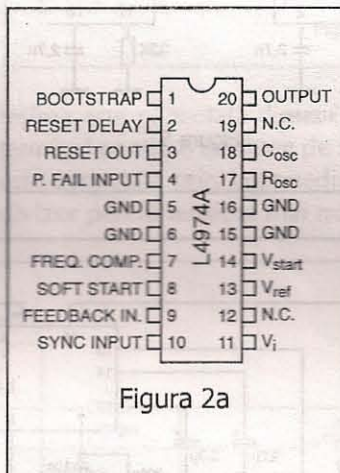 BOOTSTRAP 1 20 OUTPUT
RESET DELAY 2 19 N.C.
RESET OUT 3 18 Cosc
P. FAIL INPUT 4 17 Rosc
GND 5 16 GND
GND 6 15 GND
FREQ. COMP. 7 14 Vstart
SOFT START 8 13 Vref
FEEDBACK IN. 9 12 N.C.
SYNC INPUT 10 11 Vi
L4974A
Figura 2a